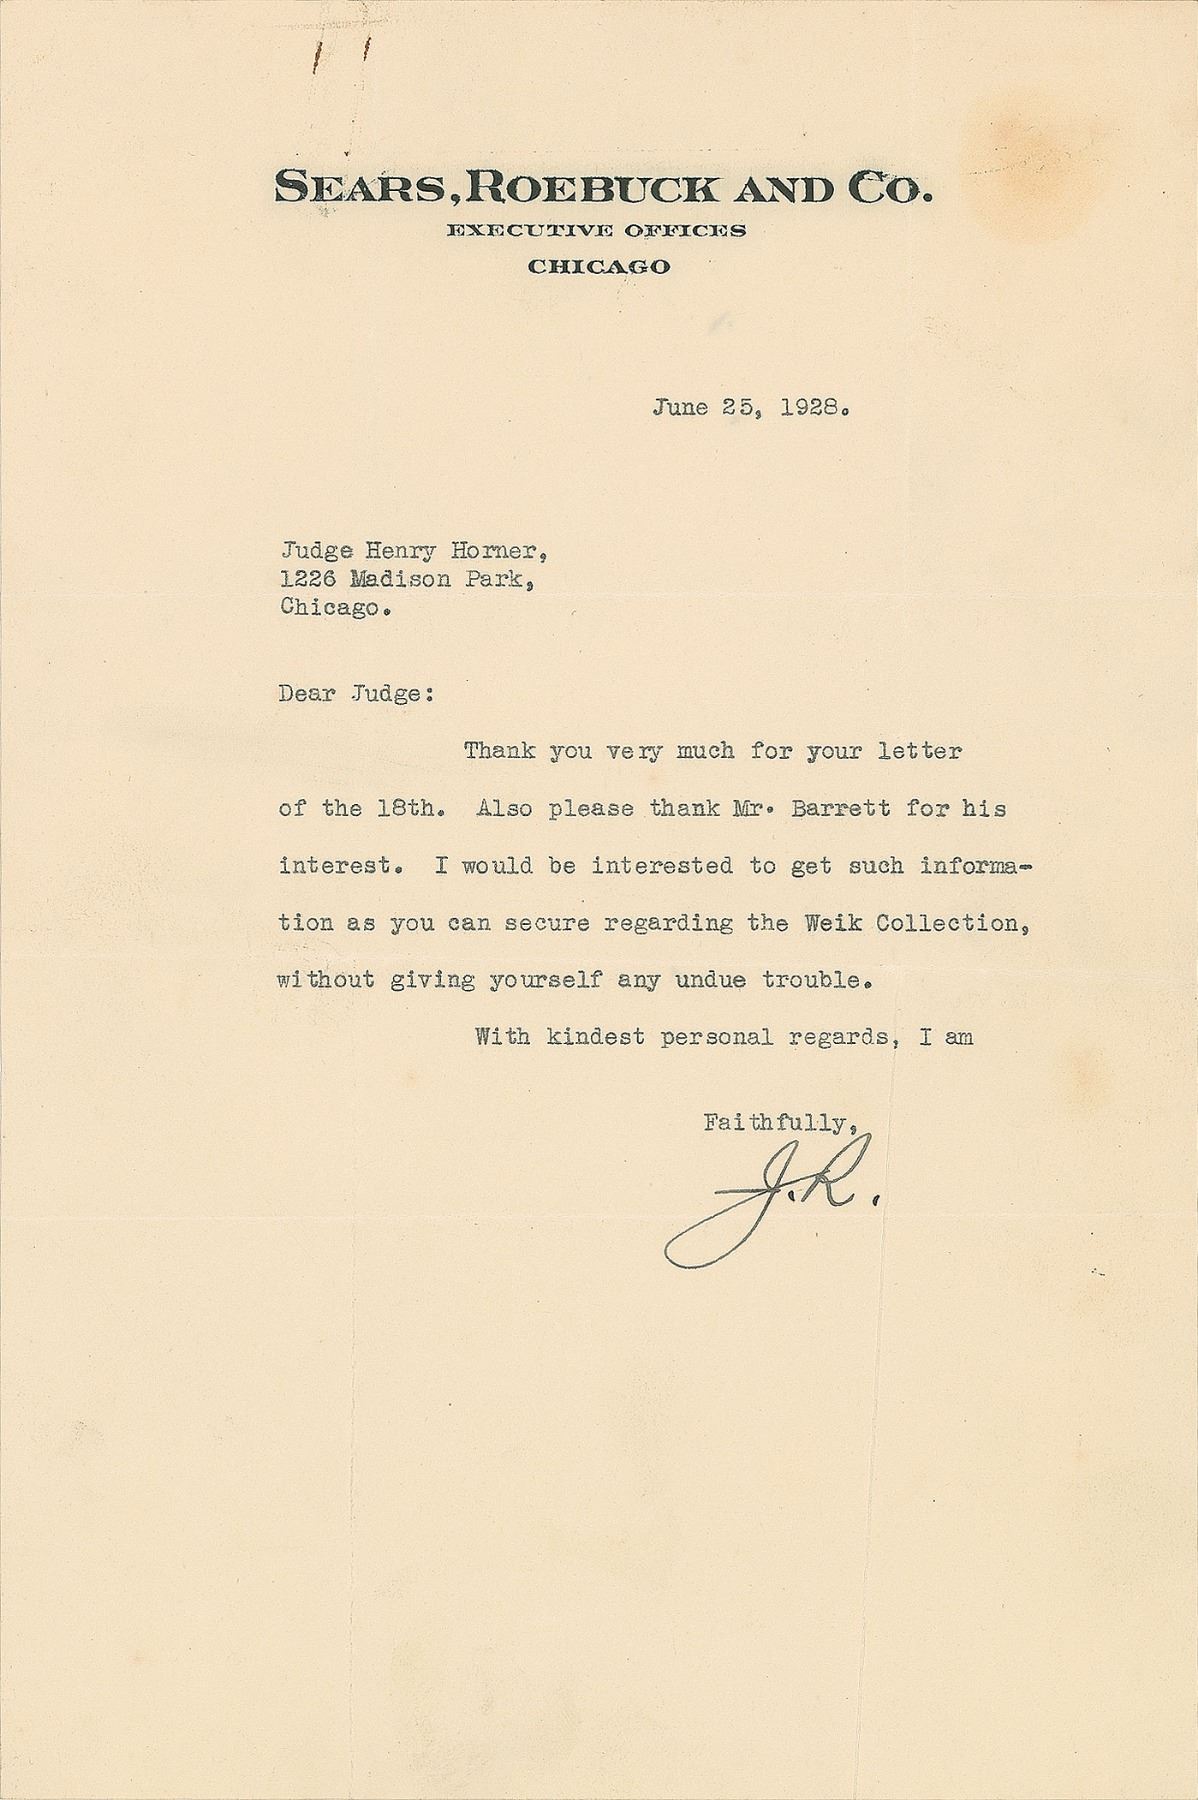 SEARS, ROEBUCK AND CO.
EXECUTIVE OFFICES
CHICAGO
June 25, 1928.
Judge Henry Horner,
1226 Madison Park,
Chicago.
Dear Judge:
Thank you very much for your letter
of the 18th. Also please thank Mr. Barrett for his
interest. I would be interested to get such informa-
tion as you can secure regarding the Weik Collection,
without giving yourself any undue trouble.
With kindest personal regards, I am
Faithfully,
J.R.